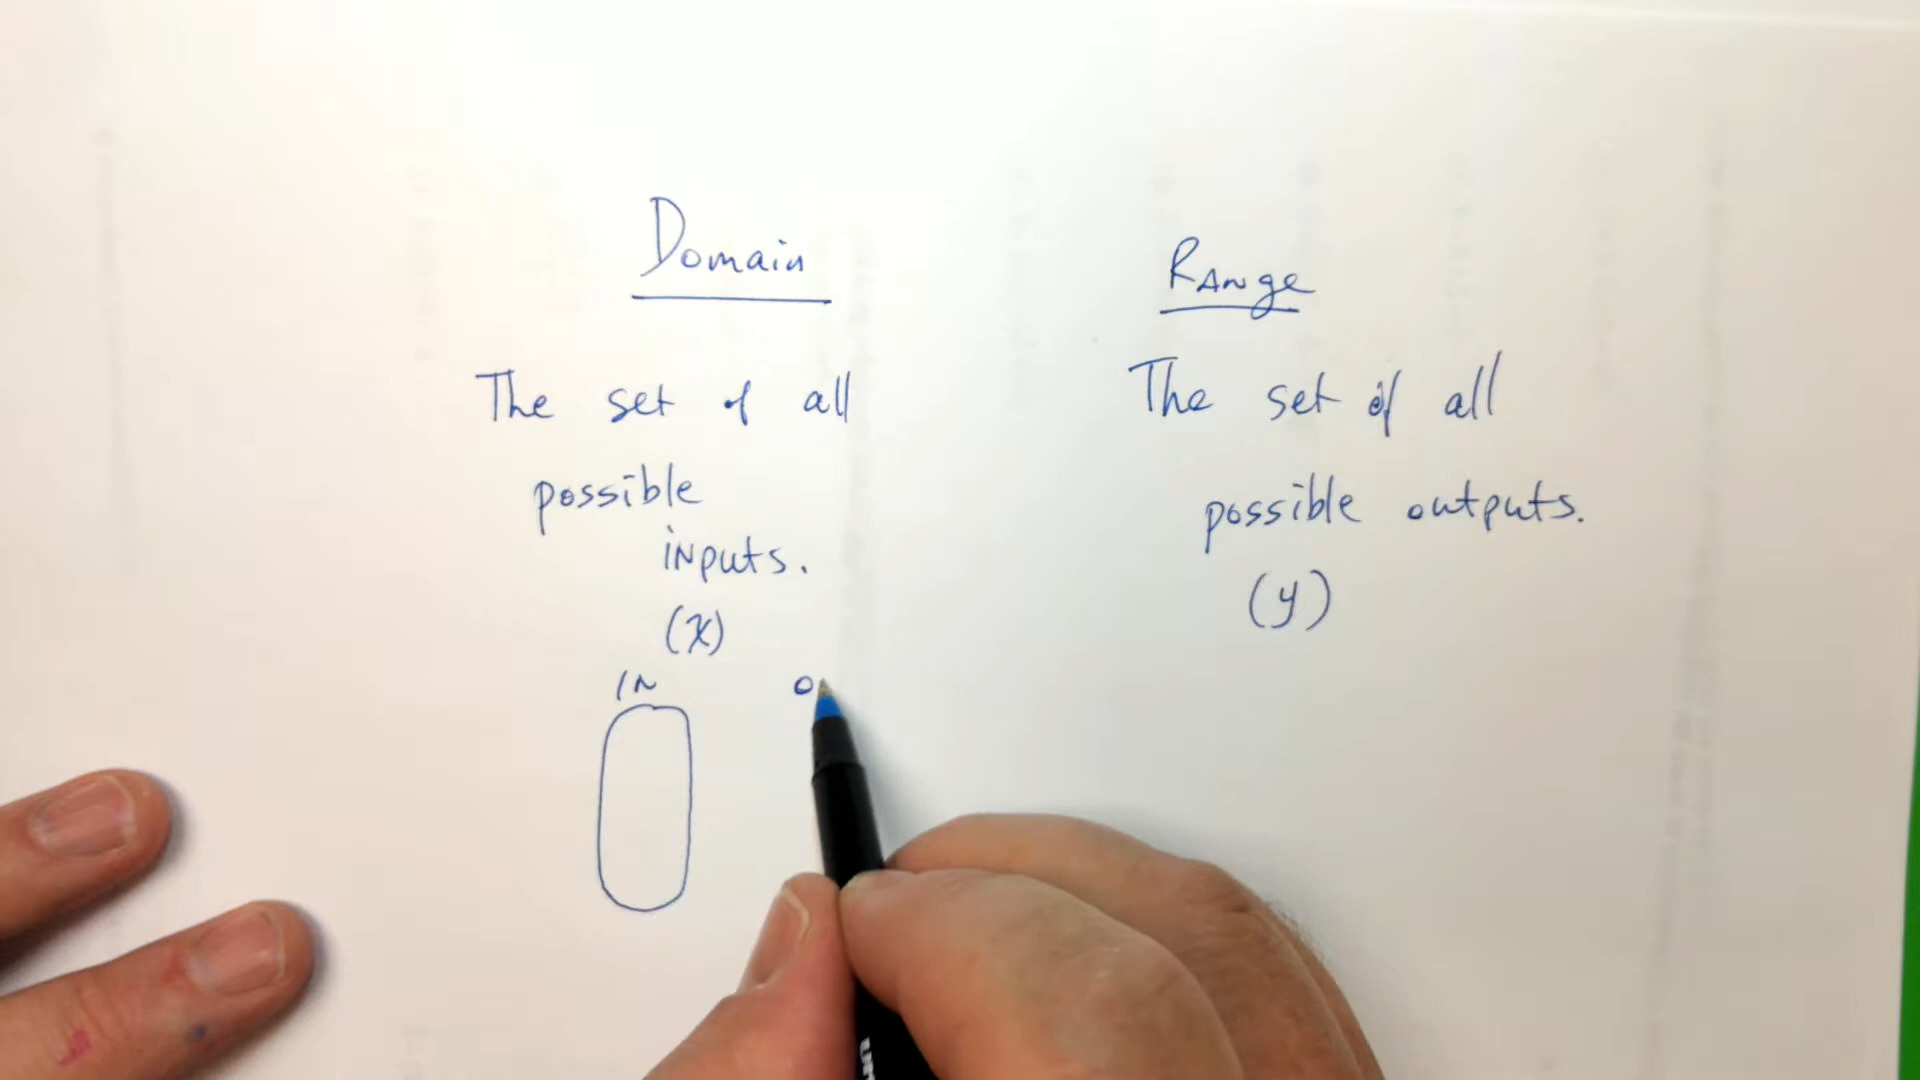 Domain
The set of all
possible
inputs.
(x)
IN
O
Range
The set of all
possible outputs.
(y)